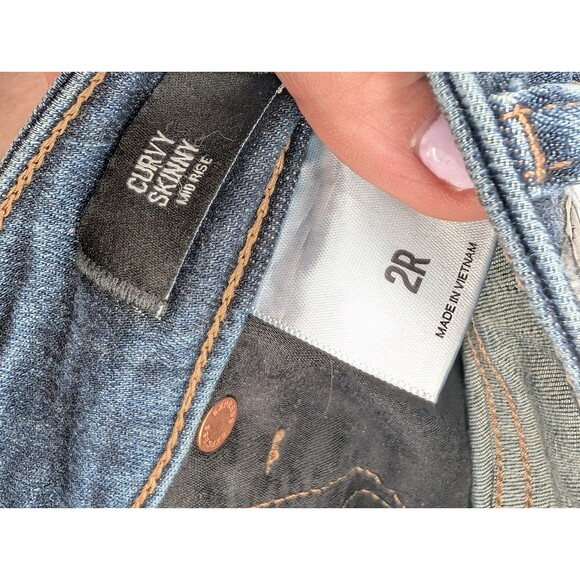 CURVY
SKINNY
MID RISE
2R
MADE IN VIETNAM